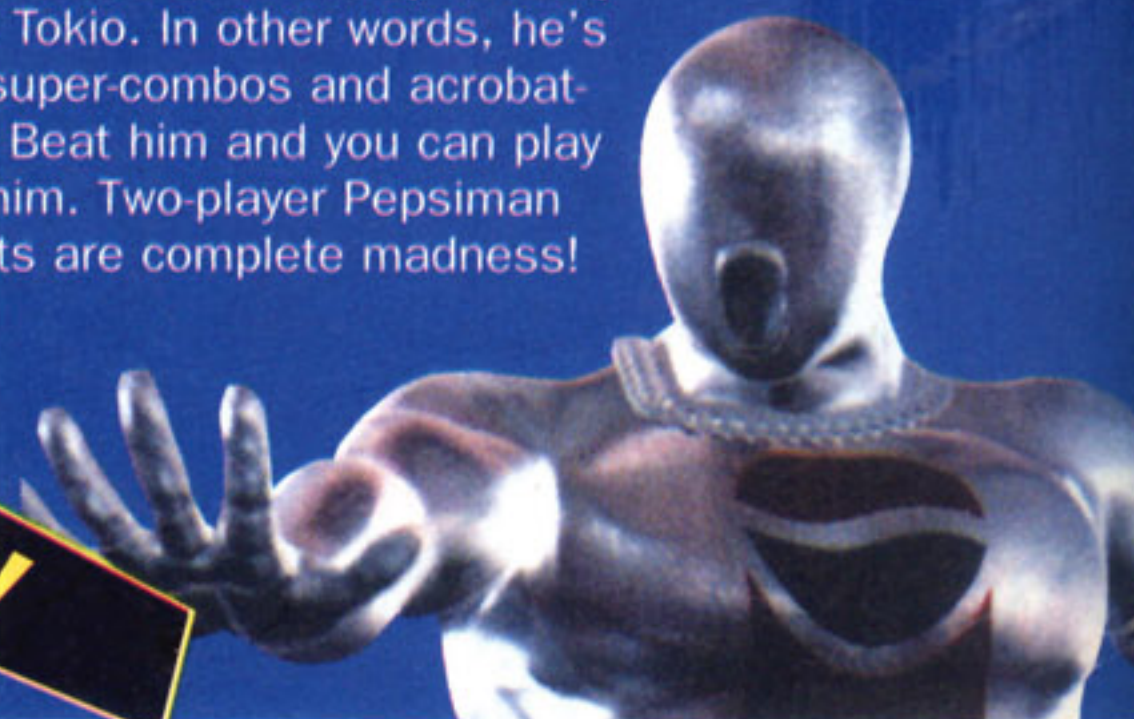 Tokio. In other words, he's
super-combos and acrobat-
Beat him and you can play
him. Two-player Pepsiman
ts are complete madness!